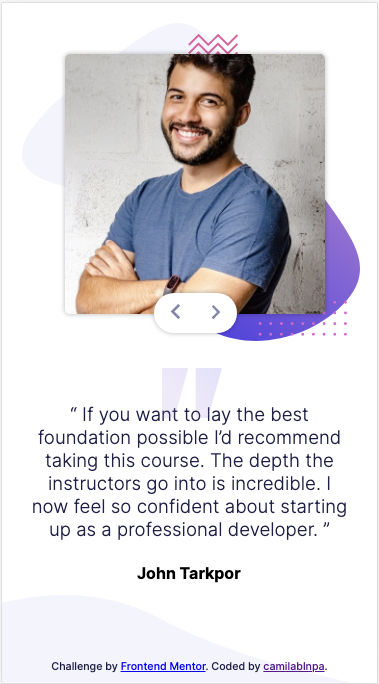 “ If you want to lay the best
foundation possible I’d recommend
taking this course. The depth the
instructors go into is incredible. I
now feel so confident about starting
up as a professional developer. ”
John Tarkpor
Challenge by Frontend Mentor. Coded by camilablnpa.